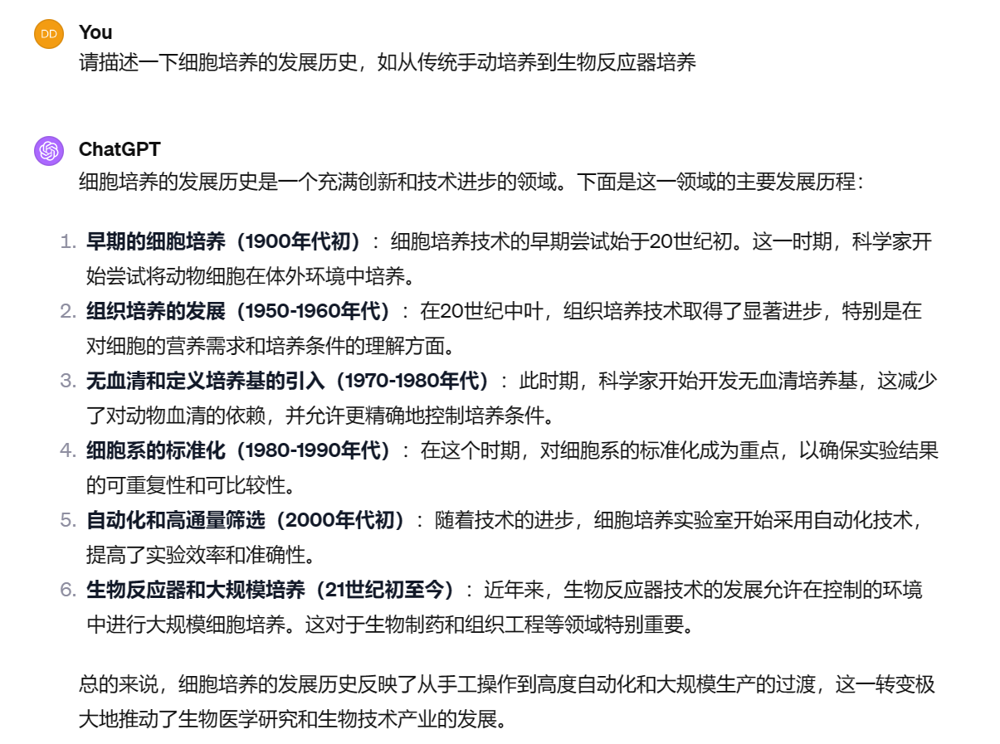 DD
You
请描述一下细胞培养的发展历史，如从传统手动培养到生物反应器培养
ChatGPT
细胞培养的发展历史是一个充满创新和技术进步的领域。下面是这一领域的主要发展历程：
1. 早期的细胞培养（1900年代初）：细胞培养技术的早期尝试始于20世纪初。这一时期，科学家开
始尝试将动物细胞在体外环境中培养。
2. 组织培养的发展（1950-1960年代）：在20世纪中叶，组织培养技术取得了显著进步，特别是在
对细胞的营养需求和培养条件的理解方面。
3. 无血清和定义培养基的引入（1970-1980年代）：此时期，科学家开始开发无血清培养基，这减少
了对动物血清的依赖，并允许更精确地控制培养条件。
4. 细胞系的标准化（1980-1990年代）：在这个时期，对细胞系的标准化成为重点，以确保实验结果
的可重复性和可比较性。
5. 自动化和高通量筛选（2000年代初）：随着技术的进步，细胞培养实验室开始采用自动化技术，
提高了实验效率和准确性。
6. 生物反应器和大规模培养（21世纪初至今）：近年来，生物反应器技术的发展允许在控制的环境
中进行大规模细胞培养。这对于生物制药和组织工程等领域特别重要。
总的来说，细胞培养的发展历史反映了从手工操作到高度自动化和大规模生产的过渡，这一转变极
大地推动了生物医学研究和生物技术产业的发展。